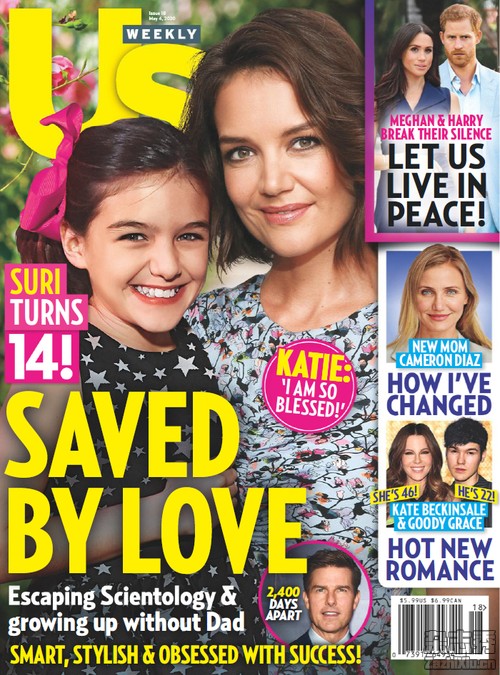 Us
WEEKLY
Issue 18
May 4, 2020
MEGHAN & HARRY
BREAK THEIR SILENCE
LET US
LIVE IN
PEACE!
SURI
TURNS
14!
KATIE:
'I AM SO
BLESSED!'
NEW MOM
CAMERON DIAZ
HOW I'VE
CHANGED
SAVED
BY LOVE
SHE'S 46!
HE'S 22!
KATE BECKINSALE
& GOODY GRACE
HOT NEW
ROMANCE
Escaping Scientology &
growing up without Dad
2,400
DAYS
APART
SMART, STYLISH & OBSESSED WITH SUCCESS!
$5.99US $6.99CAN
18>
zazhixiu.cn